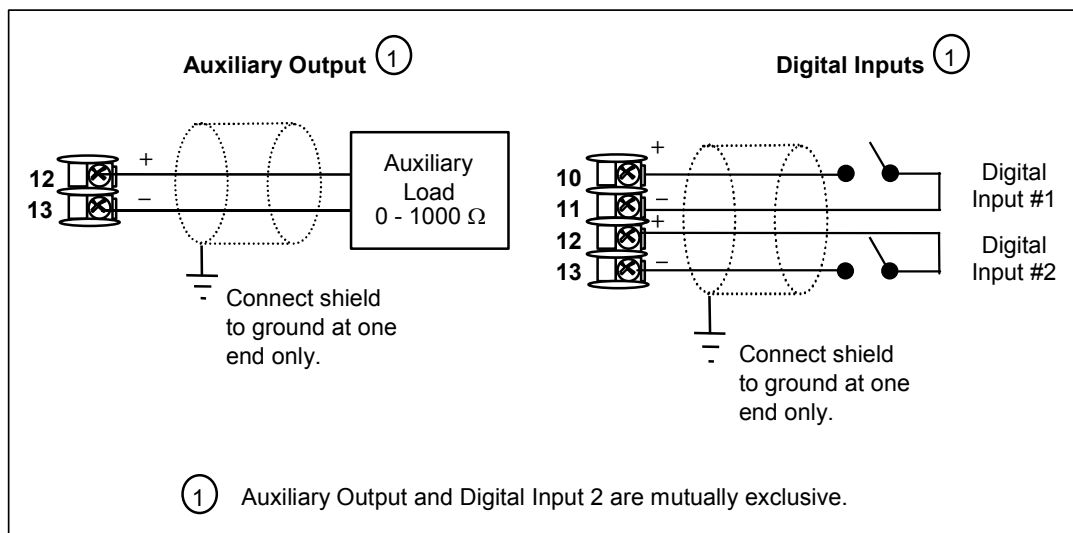 Auxiliary Output 1
12 +
13 −
Auxiliary
Load
0 - 1000 Ω
Connect shield
to ground at one
end only.
Digital Inputs 1
10 +
11 −
12 +
13 −
Digital
Input #1
Digital
Input #2
Connect shield
to ground at one
end only.
1 Auxiliary Output and Digital Input 2 are mutually exclusive.